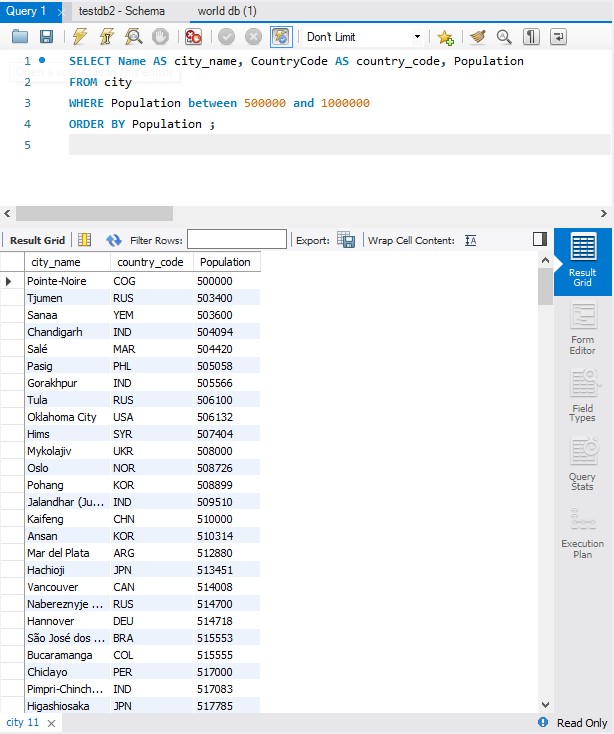 Query 1 testdb2 - Schema world db (1)
Don't Limit
1 SELECT Name AS city_name, CountryCode AS country_code, Population
2 FROM city
3 WHERE Population between 500000 and 1000000
4 ORDER BY Population ;
5
Result Grid Filter Rows: Export: Wrap Cell Content:
city_name country_code Population
Pointe-Noire COG 500000
Tjumen RUS 503400
Sanaa YEM 503600
Chandigarh IND 504094
Salé MAR 504420
Pasig PHL 505058
Gorakhpur IND 505566
Tula RUS 506100
Oklahoma City USA 506132
Hims SYR 507404
Mykolajiv UKR 508000
Oslo NOR 508726
Pohang KOR 508899
Jalandhar (Ju... IND 509510
Kaifeng CHN 510000
Ansan KOR 510314
Mar del Plata ARG 512880
Hachioji JPN 513451
Vancouver CAN 514008
Nabereznyje ... RUS 514700
Hannover DEU 514718
São José dos ... BRA 515553
Bucaramanga COL 515555
Chiclayo PER 517000
Pimpri-Chinch... IND 517083
Higashiosaka JPN 517785
Result
Grid
Form
Editor
Field
Types
Query
Stats
Execution
Plan
city 11 Read Only